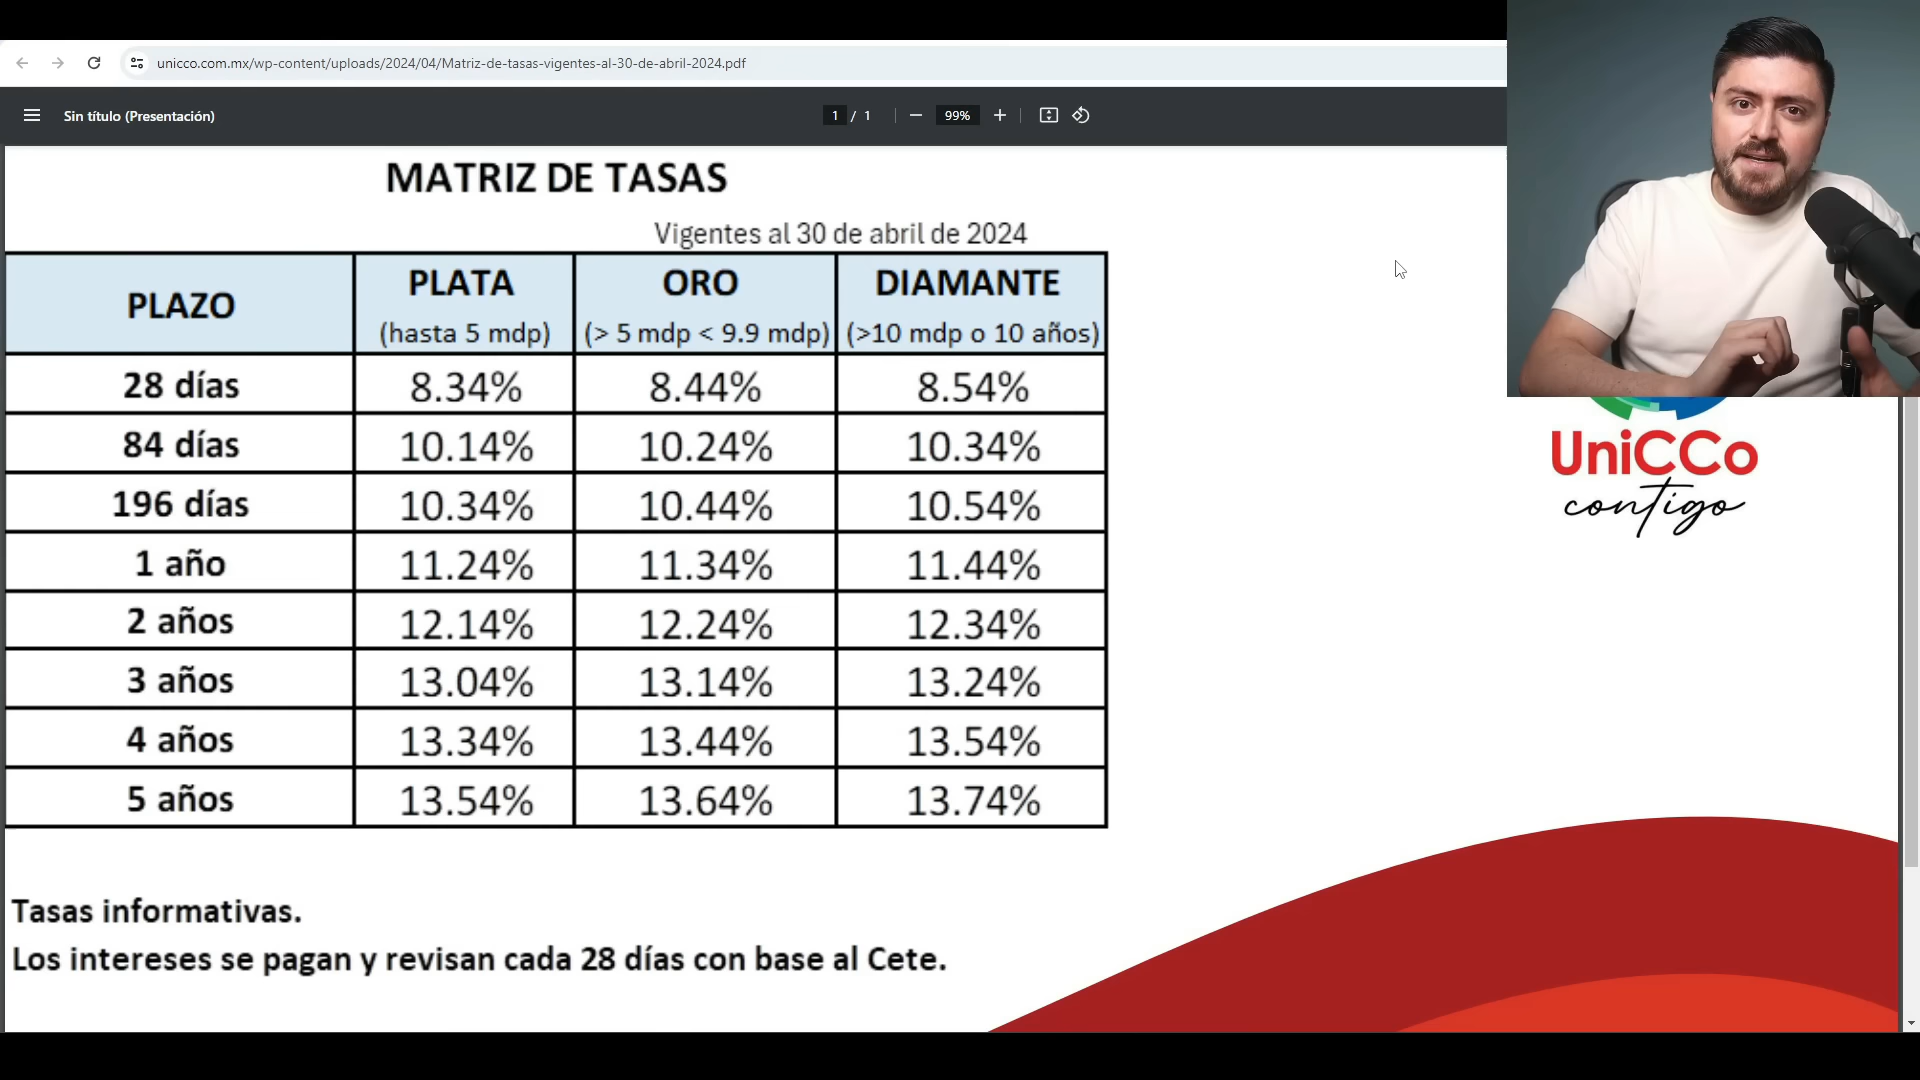 unicco.com.mx/wp-content/uploads/2024/04/Matriz-de-tasas-vigentes-al-30-de-abril-2024.pdf
Sin título (Presentación)
1 / 1
99%
MATRIZ DE TASAS
Vigentes al 30 de abril de 2024
PLAZO PLATA (hasta 5 mdp) ORO (> 5 mdp < 9.9 mdp) DIAMANTE (>10 mdp o 10 años)
28 días 8.34% 8.44% 8.54%
84 días 10.14% 10.24% 10.34%
196 días 10.34% 10.44% 10.54%
1 año 11.24% 11.34% 11.44%
2 años 12.14% 12.24% 12.34%
3 años 13.04% 13.14% 13.24%
4 años 13.34% 13.44% 13.54%
5 años 13.54% 13.64% 13.74%
Tasas informativas.
Los intereses se pagan y revisan cada 28 días con base al Cete.
UniCCo
contigo